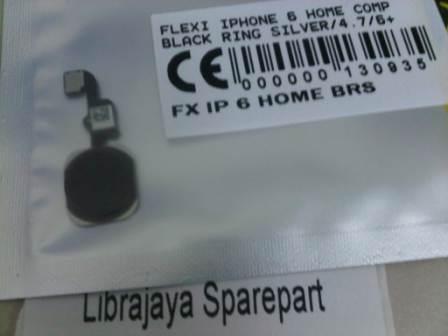 FLEXI IPHONE 6 HOME COMP
BLACK RING SILVER/4.7/6+
CE
000000 130935
FX IP 6 HOME BRS
Librajaya Sparepart